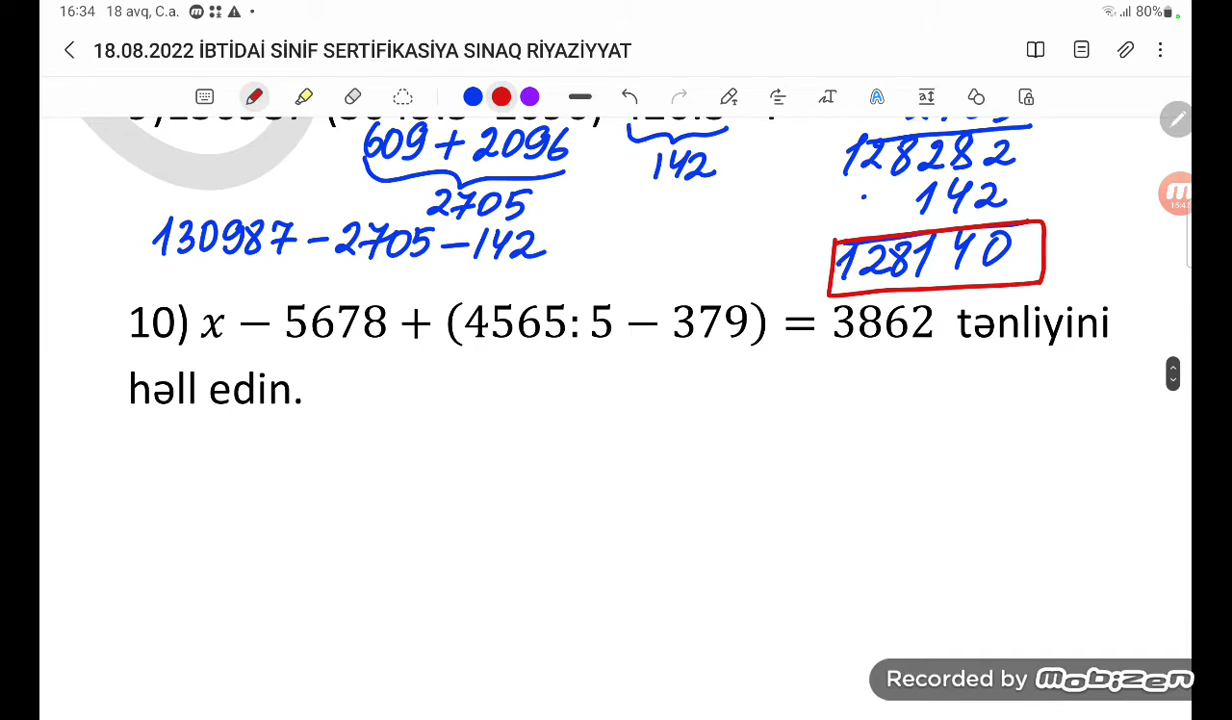 16:34 18 avq, C.a. 80%
18.08.2022 İBTİDAİ SİNİF SERTİFİKASİYA SINAQ RİYAZİYYAT
609 + 2096
142
128282
2705
142
130987 - 2705 - 142
128140
10) x − 5678 + (4565: 5 − 379) = 3862 tənliyini
həll edin.
Recorded by mobizen